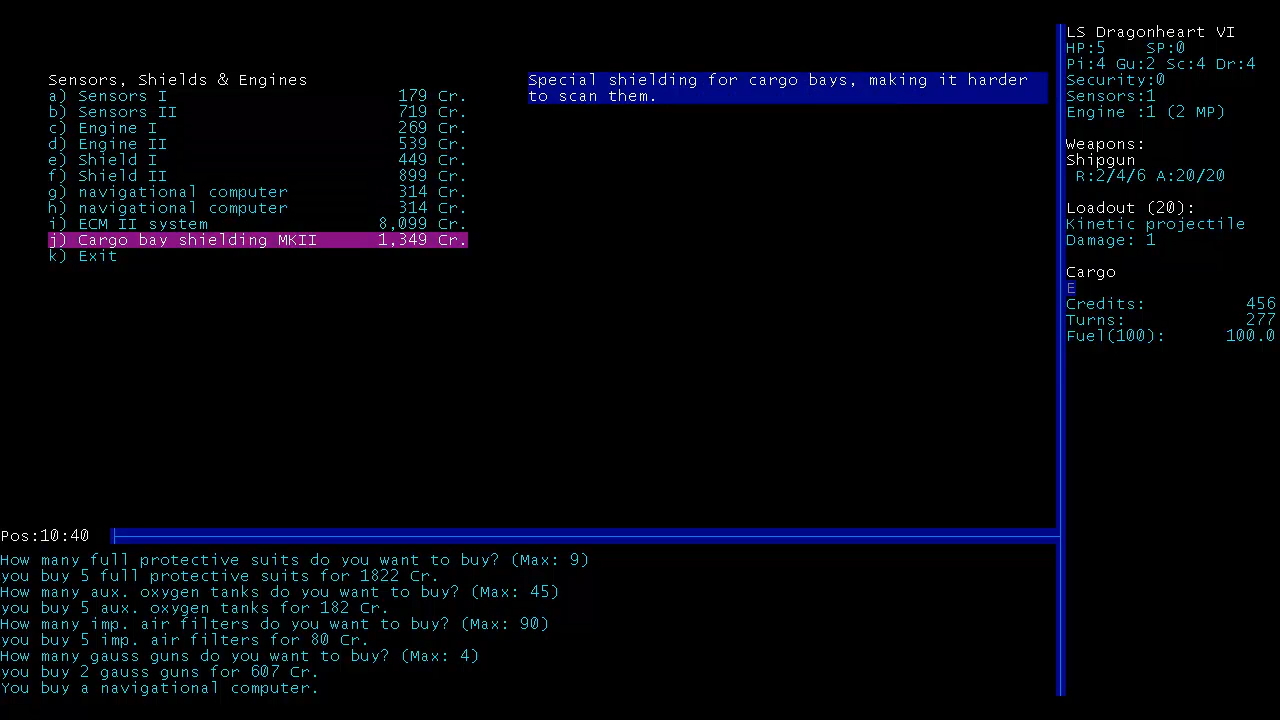 Sensors, Shields & Engines
a) Sensors I 179 Cr.
b) Sensors II 719 Cr.
c) Engine I 269 Cr.
d) Engine II 539 Cr.
e) Shield I 449 Cr.
f) Shield II 899 Cr.
g) navigational computer 314 Cr.
h) navigational computer 314 Cr.
i) ECM II system 8,099 Cr.
j) Cargo bay shielding MKII 1,349 Cr.
k) Exit
Special shielding for cargo bays, making it harder
to scan them.
LS Dragonheart VI
HP:5 SP:0
Pi:4 Gu:2 Sc:4 Dr:4
Security:0
Sensors:1
Engine :1 (2 MP)
Weapons:
Shipgun
R:2/4/6 A:20/20
Loadout (20):
Kinetic projectile
Damage: 1
Cargo
E
Credits: 456
Turns: 277
Fuel(100): 100.0
Pos:10:40
How many full protective suits do you want to buy? (Max: 9)
you buy 5 full protective suits for 1822 Cr.
How many aux. oxygen tanks do you want to buy? (Max: 45)
you buy 5 aux. oxygen tanks for 182 Cr.
How many imp. air filters do you want to buy? (Max: 90)
you buy 5 imp. air filters for 80 Cr.
How many gauss guns do you want to buy? (Max: 4)
you buy 2 gauss guns for 607 Cr.
You buy a navigational computer.